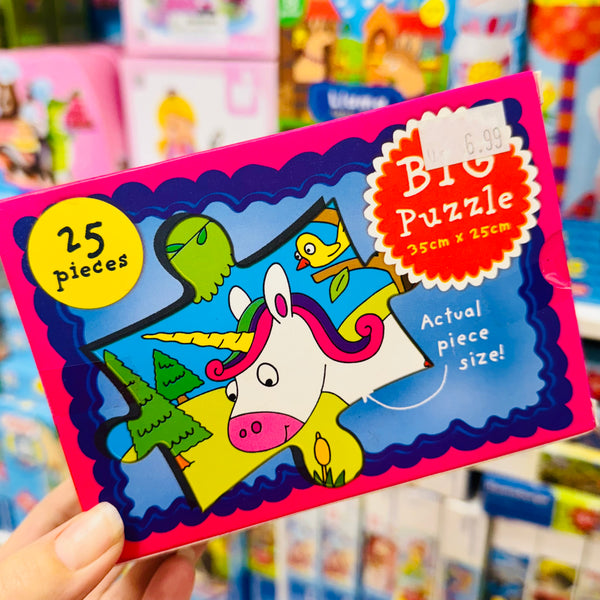 25
pieces
6.99
BIG
Puzzle
35cm x 25cm
Actual
piece
size!